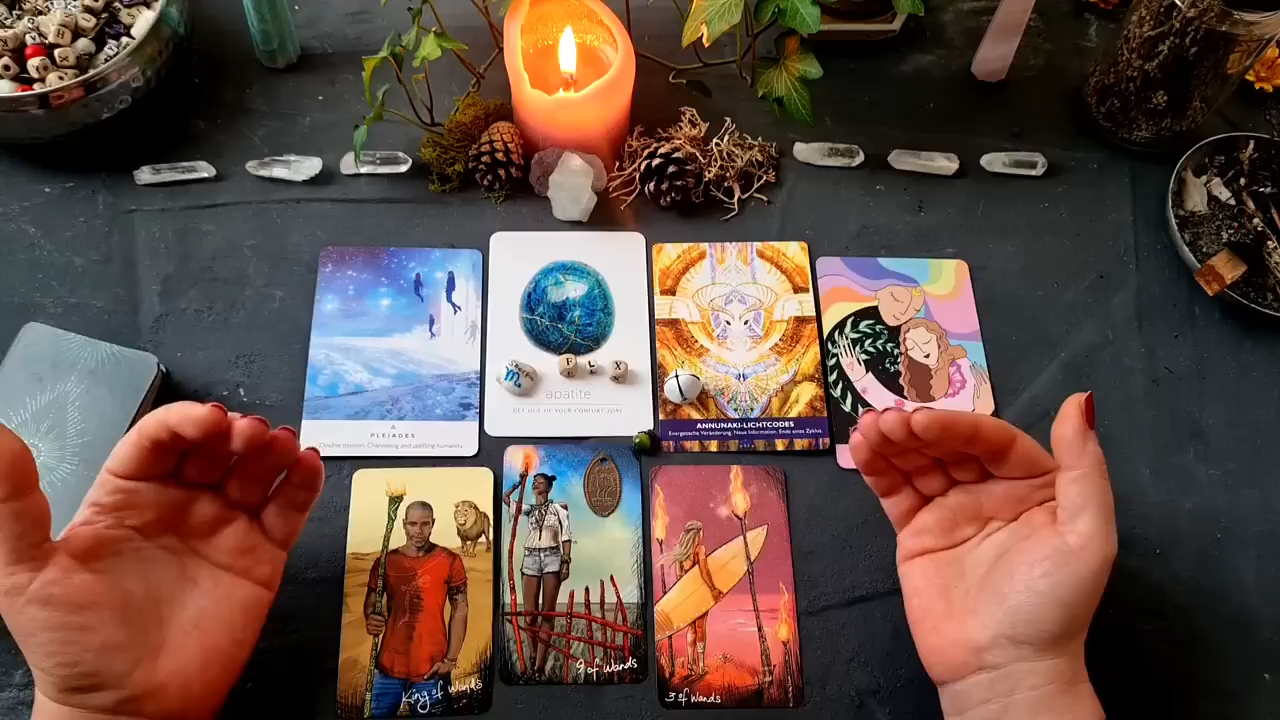 PLEIADES
Double mission: Channeling and uplifting humanity.
F L X
apatite
GET OUT OF YOUR COMFORT ZONE
ANNUNAKI-LICHTCODES
Energetische Veränderung. Neue Information. Ende eines Zyklus.
King of Wands
9 of Wands
3 of Wands